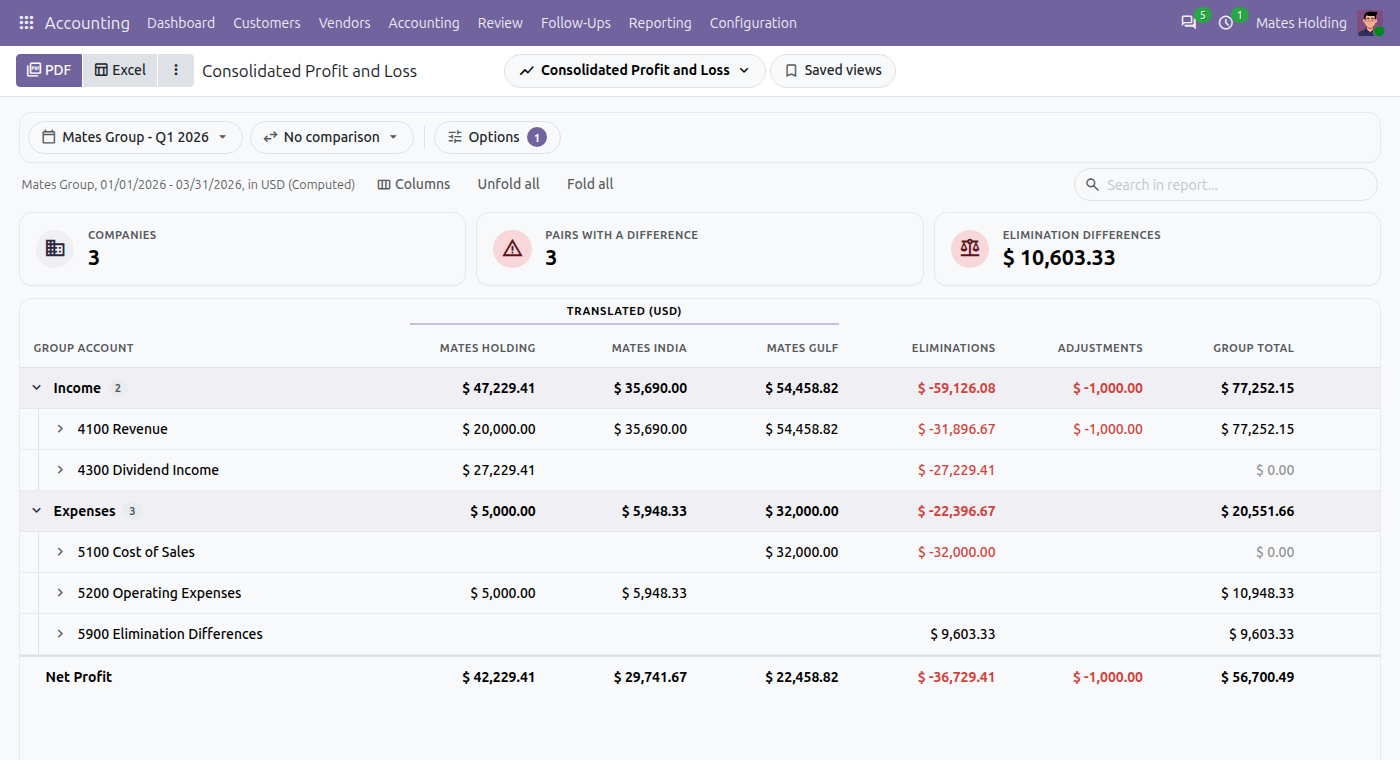 Accounting Dashboard Customers Vendors Accounting Review Follow-Ups Reporting Configuration 5 1 Mates Holding
PDF Excel Consolidated Profit and Loss Consolidated Profit and Loss Saved views
Mates Group - Q1 2026 No comparison Options 1
Mates Group, 01/01/2026 - 03/31/2026, in USD (Computed) Columns Unfold all Fold all Search in report...
COMPANIES
3
PAIRS WITH A DIFFERENCE
3
ELIMINATION DIFFERENCES
$ 10,603.33
TRANSLATED (USD)
GROUP ACCOUNT MATES HOLDING MATES INDIA MATES GULF ELIMINATIONS ADJUSTMENTS GROUP TOTAL
Income 2 $ 47,229.41 $ 35,690.00 $ 54,458.82 $ -59,126.08 $ -1,000.00 $ 77,252.15
4100 Revenue $ 20,000.00 $ 35,690.00 $ 54,458.82 $ -31,896.67 $ -1,000.00 $ 77,252.15
4300 Dividend Income $ 27,229.41 $ -27,229.41 $ 0.00
Expenses 3 $ 5,000.00 $ 5,948.33 $ 32,000.00 $ -22,396.67 $ 20,551.66
5100 Cost of Sales $ 32,000.00 $ -32,000.00 $ 0.00
5200 Operating Expenses $ 5,000.00 $ 5,948.33 $ 10,948.33
5900 Elimination Differences $ 9,603.33 $ 9,603.33
Net Profit $ 42,229.41 $ 29,741.67 $ 22,458.82 $ -36,729.41 $ -1,000.00 $ 56,700.49